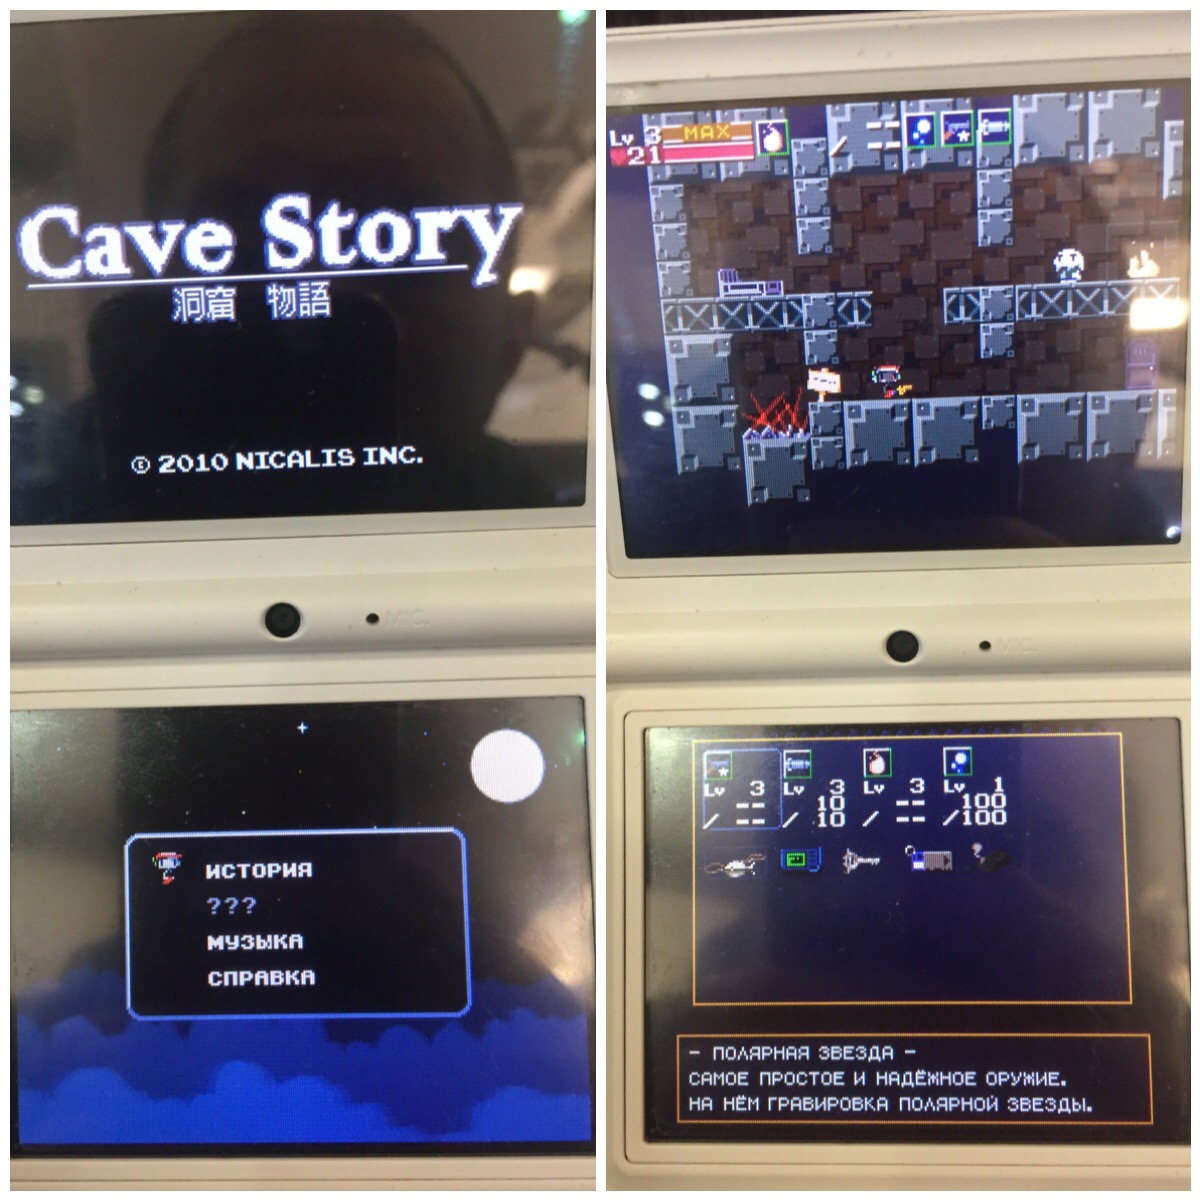 Cave Story
洞窟 物語
© 2010 NICALIS INC.
MIC.
ИСТОРИЯ
???
МУЗЫКА
СПРАВКА
Lv 3 MAX
21
/ -- --
MIC.
Lv 3 Lv 3 Lv 3 Lv 1
-- 10 -- 100
/ -- / 10 / -- /100
- ПОЛЯРНАЯ ЗВЕЗДА -
САМОЕ ПРОСТОЕ И НАДЁЖНОЕ ОРУЖИЕ.
НА НЁМ ГРАВИРОВКА ПОЛЯРНОЙ ЗВЕЗДЫ.